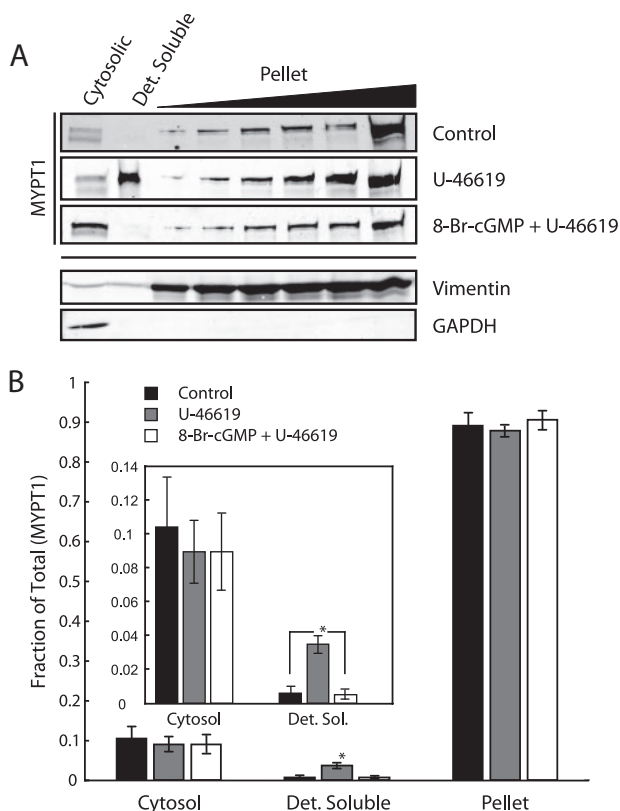 A
Cytosolic
Det. Soluble
Pellet
MYPT1
Control
U-46619
8-Br-cGMP + U-46619
Vimentin
GAPDH
B
Fraction of Total (MYPT1)
1
0.9
0.8
0.7
0.6
0.5
0.4
0.3
0.2
0.1
0
Control
U-46619
8-Br-cGMP + U-46619
0.14
0.12
0.1
0.08
0.06
0.04
0.02
0
*
Cytosol
Det. Sol.
*
Cytosol
Det. Soluble
Pellet